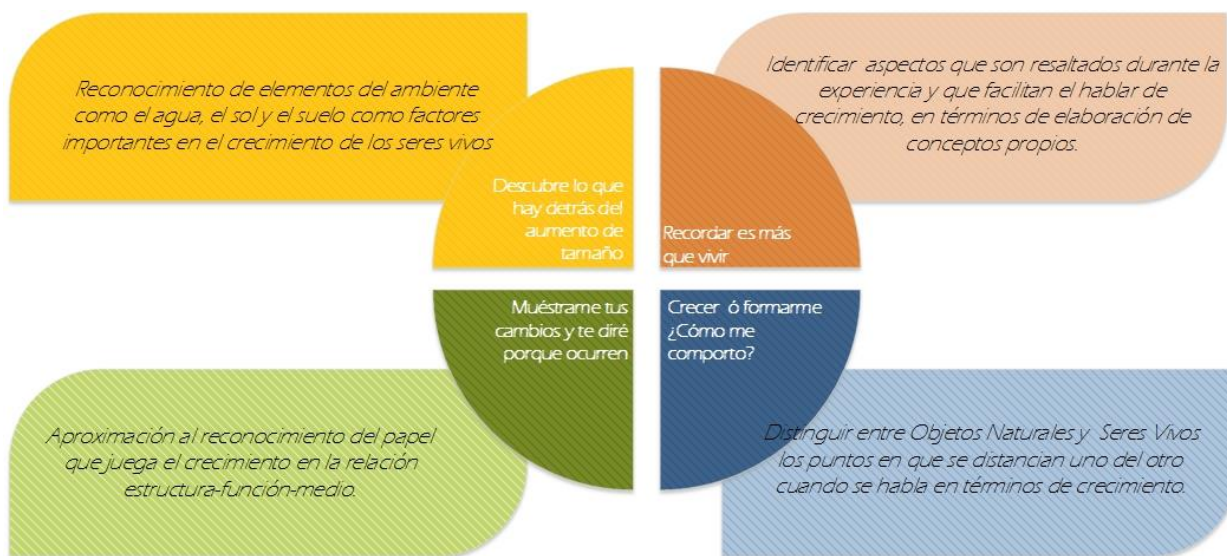 Reconocimiento de elementos del ambiente
como el agua, el sol y el suelo como factores
importantes en el crecimiento de los seres vivos
Descubre lo que
hay detrás del
aumento de
tamaño
Identificar aspectos que son resaltados durante la
experiencia y que facilitan el hablar de
crecimiento, en términos de elaboración de
conceptos propios.
Recordar es más
que vivir
Muéstrame tus
cambios y te diré
porque ocurren
Aproximación al reconocimiento del papel
que juega el crecimiento en la relación
estructura-función-medio.
Crecer ó formarme
¿Cómo me
comporto?
Distinguir entre Objetos Naturales y Seres Vivos
los puntos en que se distancian uno del otro
cuando se habla en términos de crecimiento.